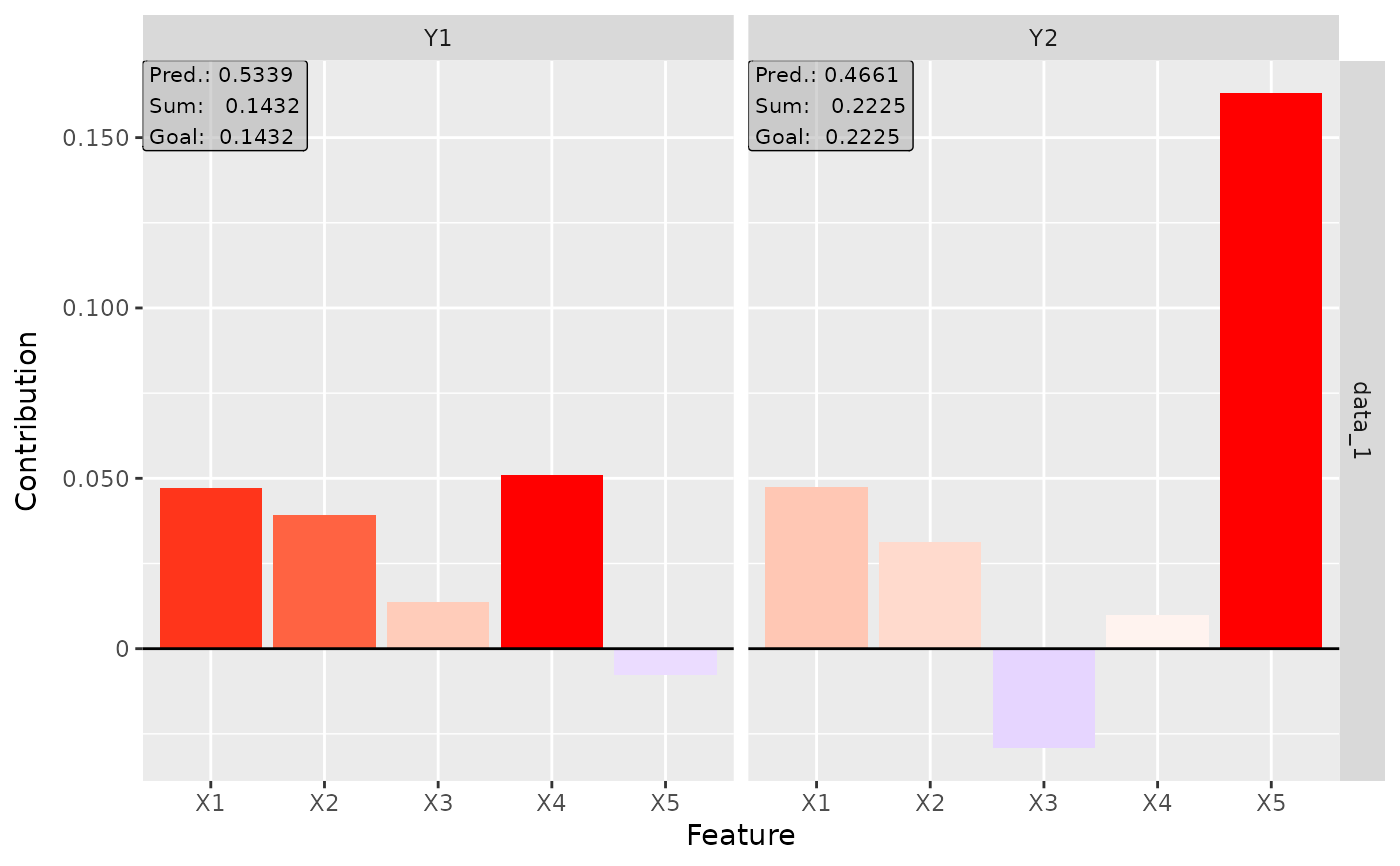 Y1
Y2
Pred.: 0.5339
Sum: 0.1432
Goal: 0.1432
Pred.: 0.4661
Sum: 0.2225
Goal: 0.2225
0.150
0.100
0.050
0
Contribution
data_1
X1 X2 X3 X4 X5
X1 X2 X3 X4 X5
Feature